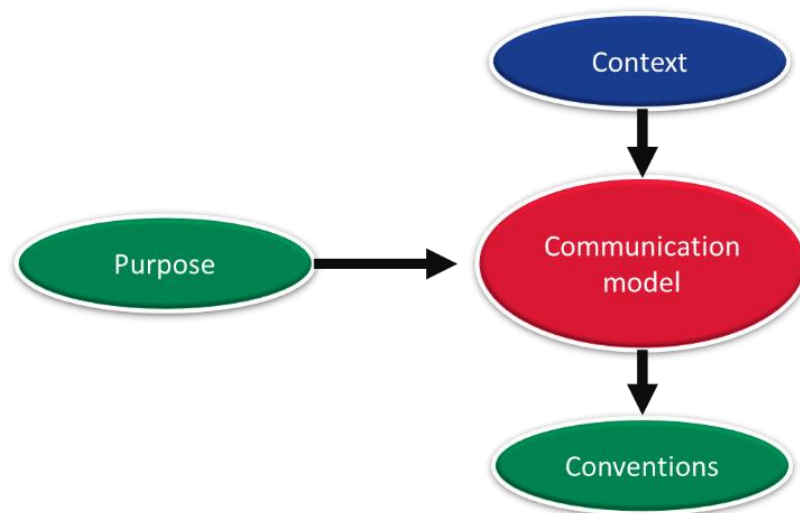 Context
Purpose
Communication
model
Conventions